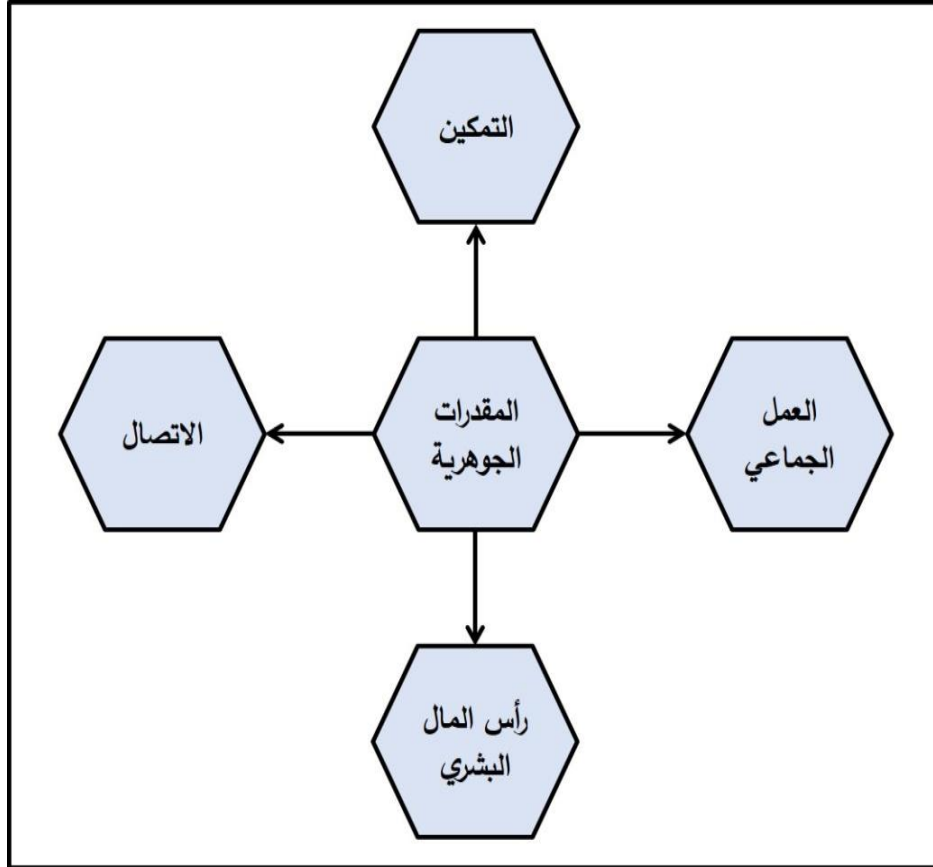 التمكين
العمل
الجماعي
المقدرات
الجوهرية
الاتصال
رأس المال
البشري